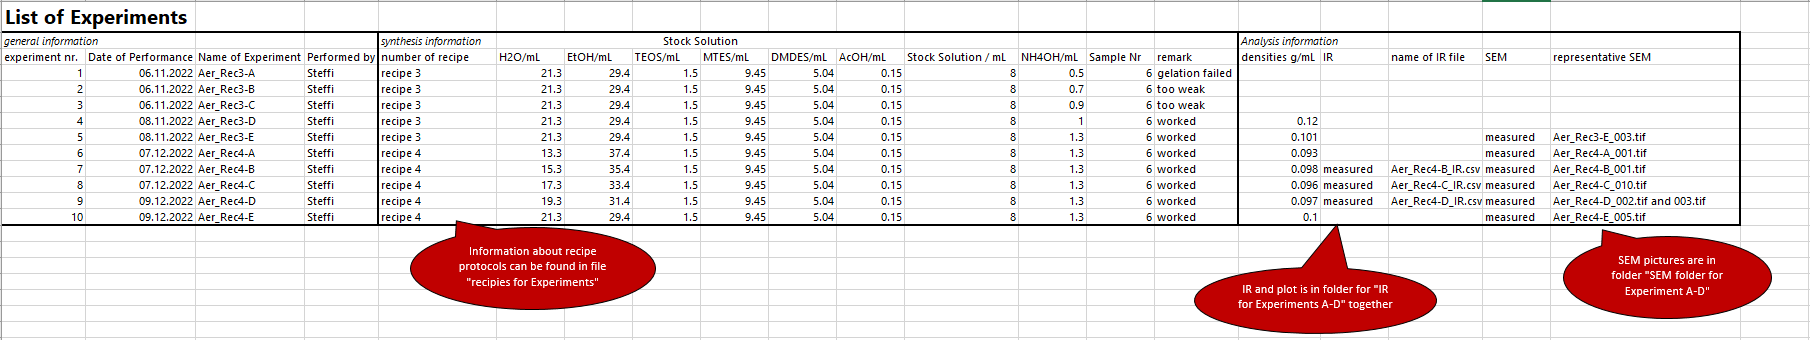 List of Experiments
general information synthesis information Stock Solution Analysis information
experiment nr. Date of Performance Name of Experiment Performed by number of recipe H2O/mL EtOH/mL TEOS/mL MTES/mL DMDES/mL AcOH/mL Stock Solution / mL NH4OH/mL Sample Nr remark densities g/mL IR name of IR file SEM representative SEM
1 06.11.2022 Aer_Rec3-A Steffi recipe 3 21.3 29.4 1.5 9.45 5.04 0.15 8 0.5 6 gelation failed
2 06.11.2022 Aer_Rec3-B Steffi recipe 3 21.3 29.4 1.5 9.45 5.04 0.15 8 0.7 6 too weak
3 06.11.2022 Aer_Rec3-C Steffi recipe 3 21.3 29.4 1.5 9.45 5.04 0.15 8 0.9 6 too weak
4 08.11.2022 Aer_Rec3-D Steffi recipe 3 21.3 29.4 1.5 9.45 5.04 0.15 8 1 6 worked 0.12
5 08.11.2022 Aer_Rec3-E Steffi recipe 3 21.3 29.4 1.5 9.45 5.04 0.15 8 1.3 6 worked 0.101 measured Aer_Rec3-E_003.tif
6 07.12.2022 Aer_Rec4-A Steffi recipe 4 13.3 37.4 1.5 9.45 5.04 0.15 8 1.3 6 worked 0.093 measured Aer_Rec4-A_001.tif
7 07.12.2022 Aer_Rec4-B Steffi recipe 4 15.3 35.4 1.5 9.45 5.04 0.15 8 1.3 6 worked 0.098 measured Aer_Rec4-B_IR.csv measured Aer_Rec4-B_001.tif
8 07.12.2022 Aer_Rec4-C Steffi recipe 4 17.3 33.4 1.5 9.45 5.04 0.15 8 1.3 6 worked 0.096 measured Aer_Rec4-C_IR.csv measured Aer_Rec4-C_010.tif
9 09.12.2022 Aer_Rec4-D Steffi recipe 4 19.3 31.4 1.5 9.45 5.04 0.15 8 1.3 6 worked 0.097 measured Aer_Rec4-D_IR.csv measured Aer_Rec4-D_002.tif and 003.tif
10 09.12.2022 Aer_Rec4-E Steffi recipe 4 21.3 29.4 1.5 9.45 5.04 0.15 8 1.3 6 worked 0.1 measured Aer_Rec4-E_005.tif
Information about recipe
protocols can be found in file
"recipies for Experiments"
IR and plot is in folder for "IR
for Experiments A-D" together
SEM pictures are in
folder "SEM folder for
Experiment A-D"